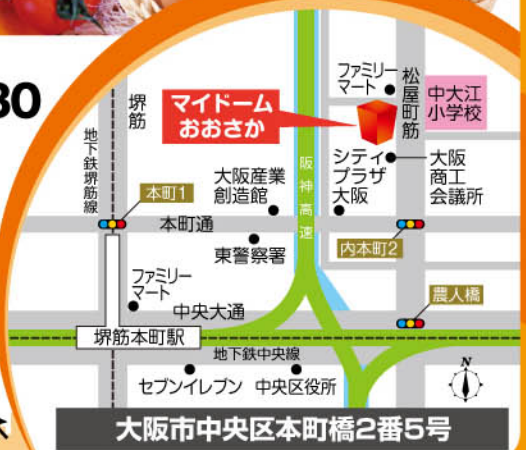 30
ファミリー
マート
松屋町筋
中大江
小学校
堺筋
マイドーム
おおさか
地下鉄堺筋線
シティ
プラザ
大阪
大阪
商工
会議所
阪神高速
大阪産業
創造館
本町1
本町通
東警察署
内本町2
ファミリー
マート
中央大通
農人橋
堺筋本町駅
地下鉄中央線
セブンイレブン
中央区役所
N
大阪市中央区本町橋2番5号